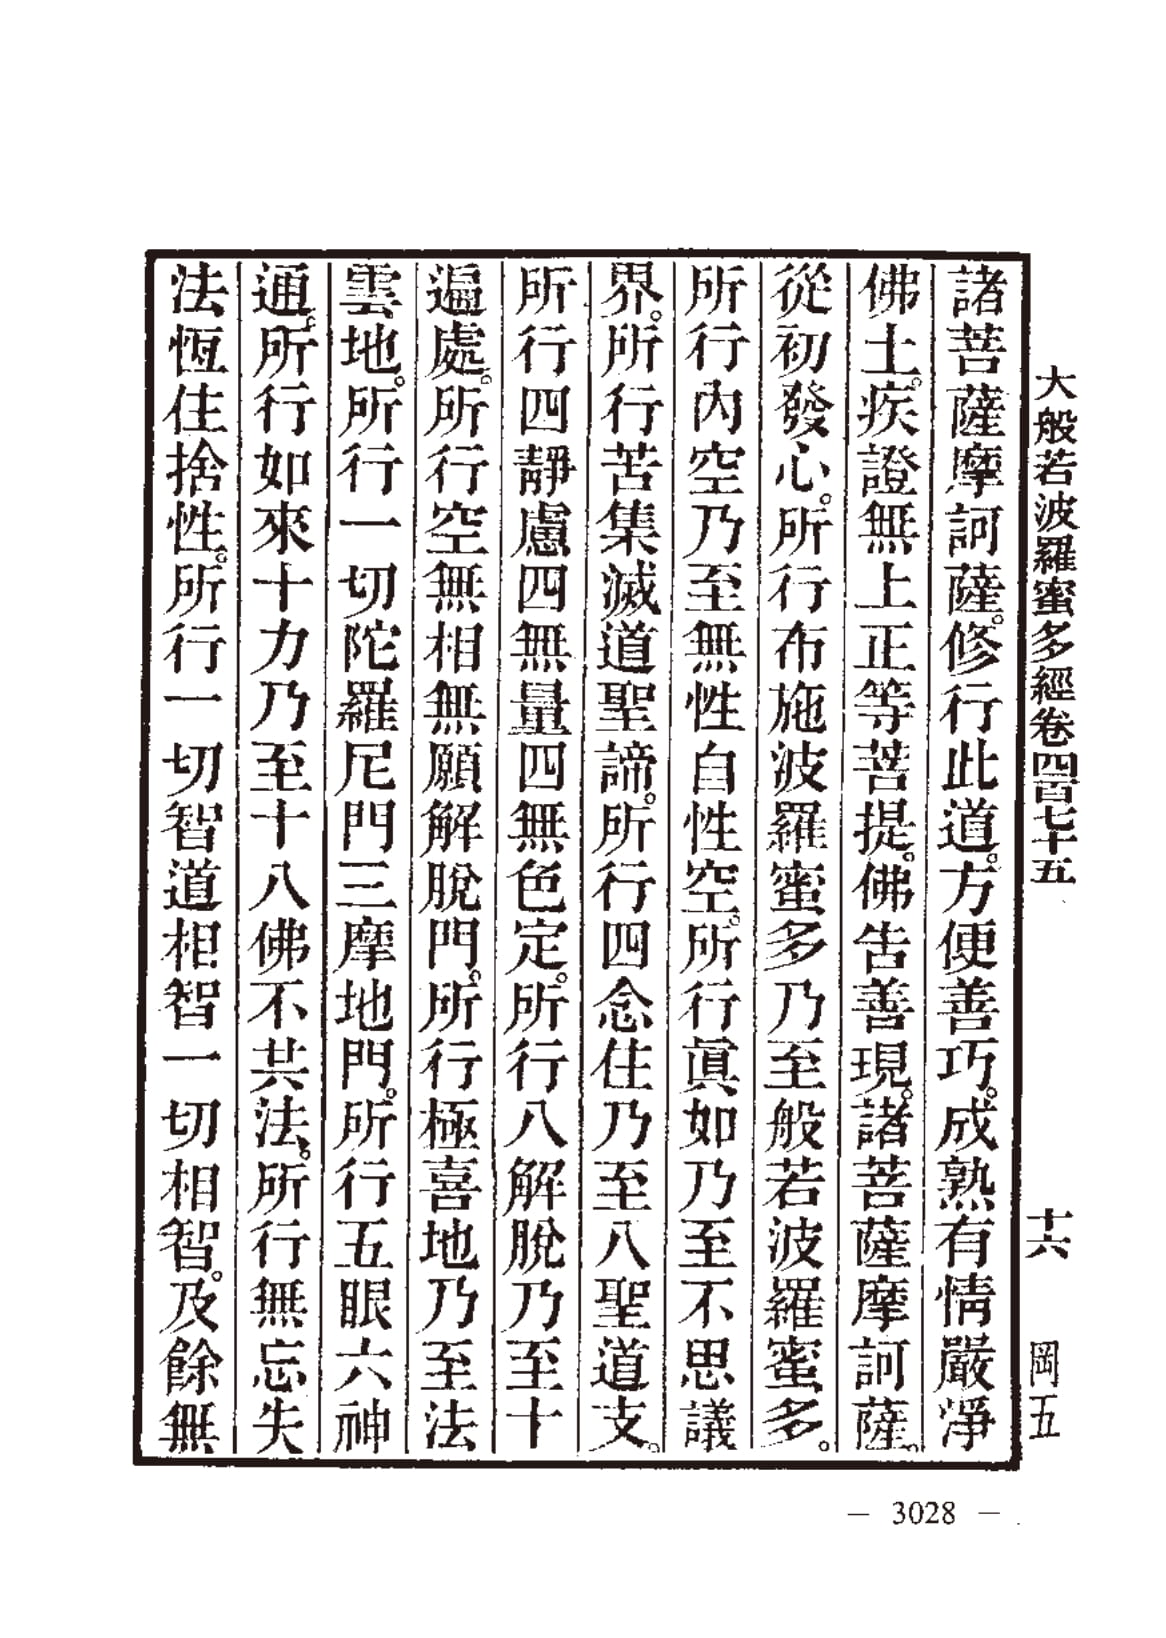 大般若波羅蜜多經卷四百七十五　十六　岡五
諸菩薩摩訶薩。修行此道。方便善巧。成熟有情嚴淨
佛土。疾證無上正等菩提。佛告善現。諸菩薩摩訶薩。
從初發心。所行布施波羅蜜多乃至般若波羅蜜多。
所行內空乃至無性自性空。所行眞如乃至不思議
界。所行苦集滅道聖諦。所行四念住乃至八聖道支。
所行四靜慮四無量四無色定。所行八解脫乃至十
遍處。所行空無相無願解脫門。所行極喜地乃至法
雲地。所行一切陀羅尼門三摩地門。所行五眼六神
通。所行如來十力乃至十八佛不共法。所行無忘失
法恆住捨性。所行一切智道相智一切相智。及餘無
— 3028 —